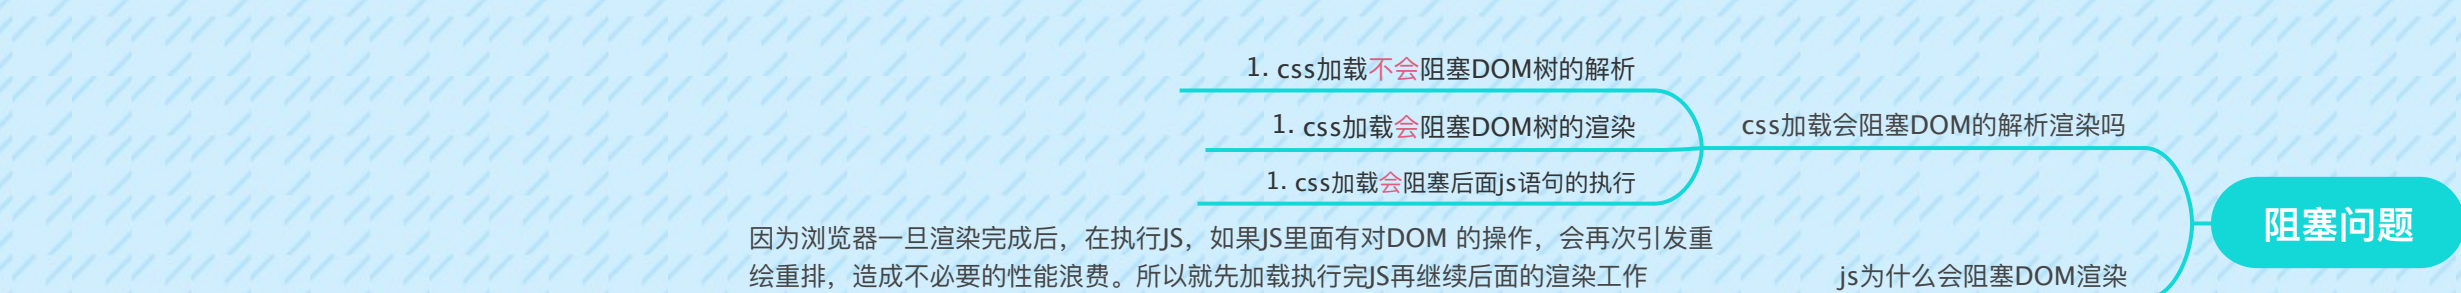 1. css加载不会阻塞DOM树的解析
1. css加载会阻塞DOM树的渲染
css加载会阻塞DOM的解析渲染吗
1. css加载会阻塞后面js语句的执行
阻塞问题
因为浏览器一旦渲染完成后，在执行JS，如果JS里面有对DOM 的操作，会再次引发重
绘重排，造成不必要的性能浪费。所以就先加载执行完JS再继续后面的渲染工作
js为什么会阻塞DOM渲染